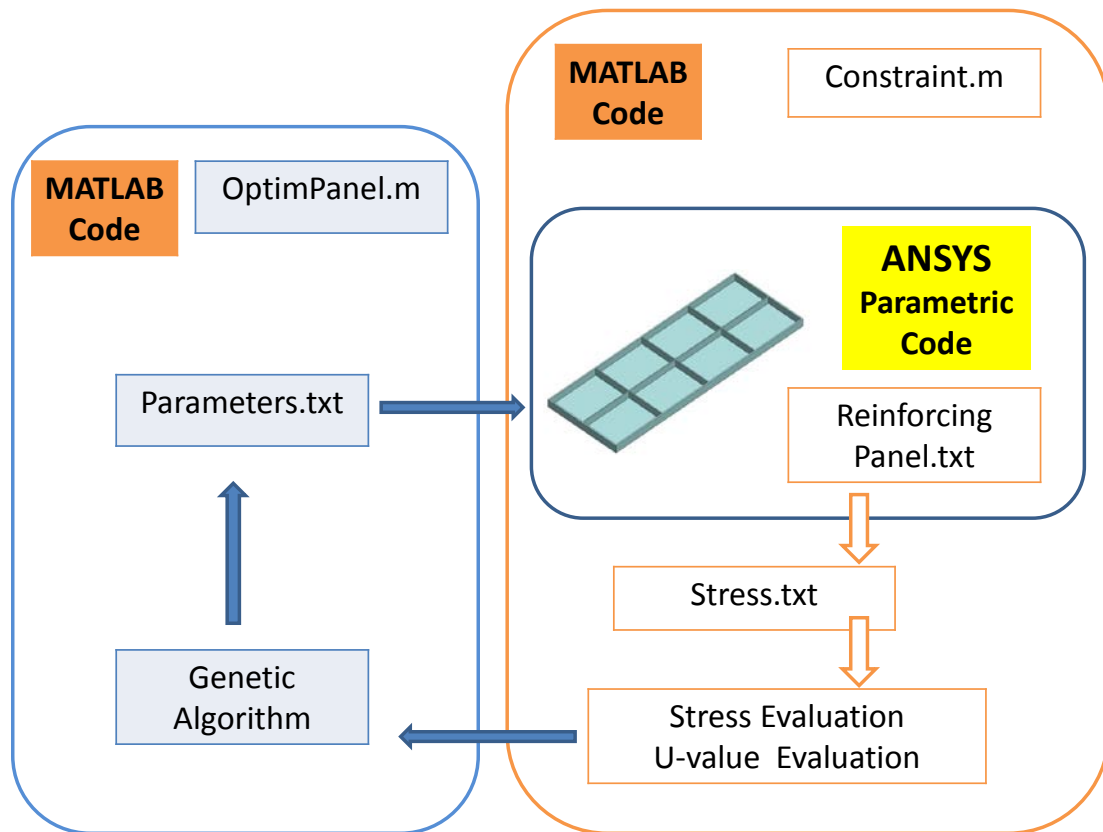 MATLAB
Code
OptimPanel.m
Parameters.txt
Genetic
Algorithm
MATLAB
Code
Constraint.m
ANSYS
Parametric
Code
Reinforcing
Panel.txt
Stress.txt
Stress Evaluation
U-value  Evaluation